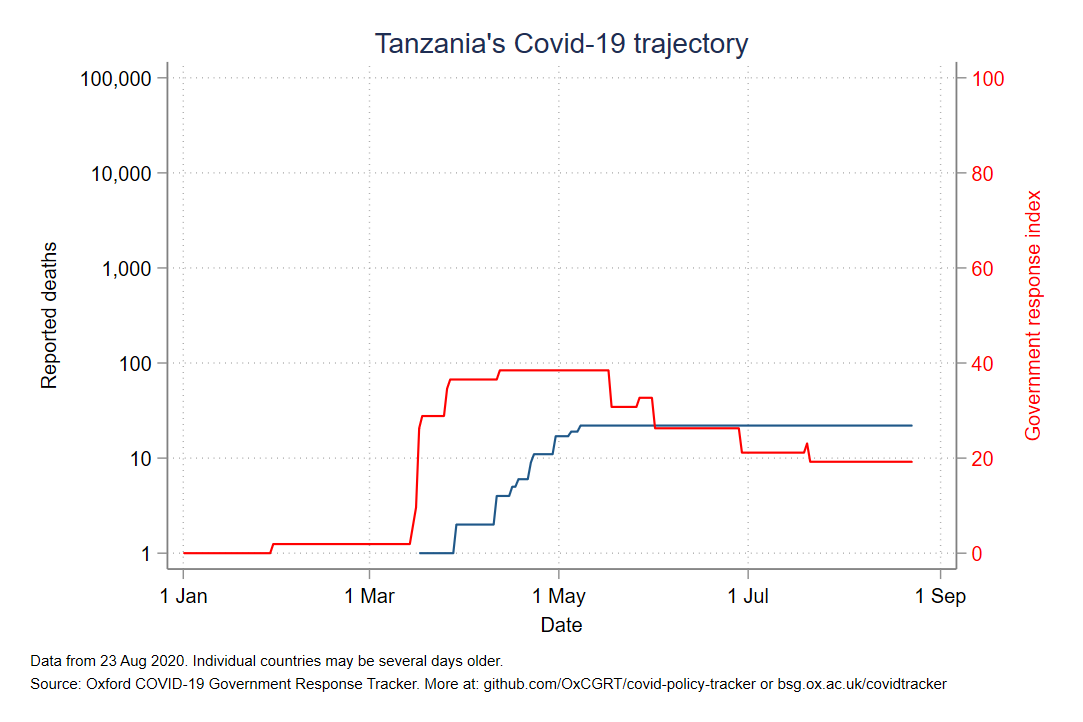 Tanzania's Covid-19 trajectory
100,000
10,000
1,000
100
10
1
Reported deaths
100
80
60
40
20
0
Government response index
1 Jan 1 Mar 1 May 1 Jul 1 Sep
Date
Data from 23 Aug 2020. Individual countries may be several days older.
Source: Oxford COVID-19 Government Response Tracker. More at: github.com/OxCGRT/covid-policy-tracker or bsg.ox.ac.uk/covidtracker